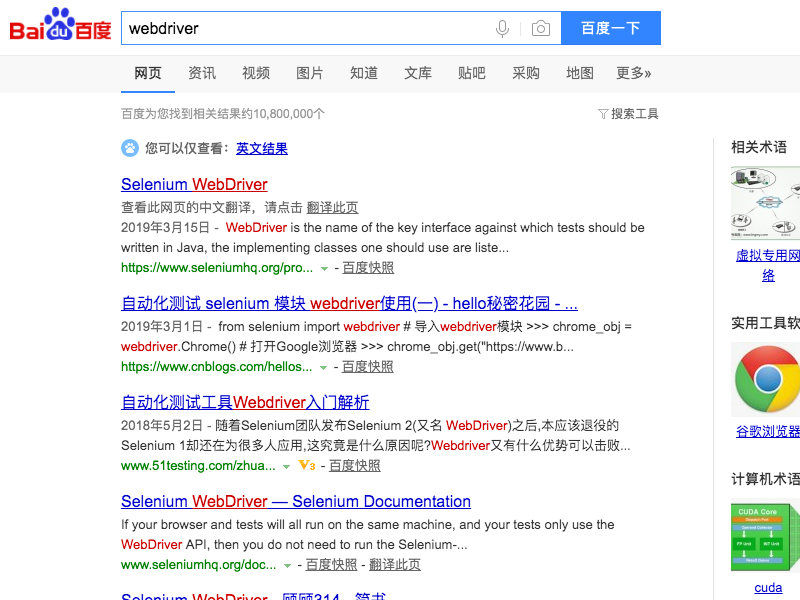 Bai du 百度 webdriver 百度一下
网页 资讯 视频 图片 知道 文库 贴吧 采购 地图 更多»
百度为您找到相关结果约10,800,000个 搜索工具
您可以仅查看：英文结果
Selenium WebDriver
查看此网页的中文翻译，请点击 翻译此页
2019年3月15日 - WebDriver is the name of the key interface against which tests should be
written in Java, the implementing classes one should use are liste...
https://www.seleniumhq.org/pro... - 百度快照
自动化测试 selenium 模块 webdriver使用(一) - hello秘密花园 - ...
2019年3月1日 - from selenium import webdriver # 导入webdriver模块 >>> chrome_obj =
webdriver.Chrome() # 打开Google浏览器 >>> chrome_obj.get("https://www.b...
https://www.cnblogs.com/hellos... - 百度快照
自动化测试工具Webdriver入门解析
2018年5月2日 - 随着Selenium团队发布Selenium 2(又名 WebDriver)之后,本应该退役的
Selenium 1却还在为很多人应用,这究竟是什么原因呢?Webdriver又有什么优势可以击败...
www.51testing.com/zhua... V3 - 百度快照
Selenium WebDriver — Selenium Documentation
If your browser and tests will all run on the same machine, and your tests only use the
WebDriver API, then you do not need to run the Selenium-...
www.seleniumhq.org/doc... - 百度快照 - 翻译此页
Selenium WebDriver - 顾顾314 - 简书
相关术语
虚拟专用网
络
实用工具软
谷歌浏览器
计算机术语
CUDA Core
cuda